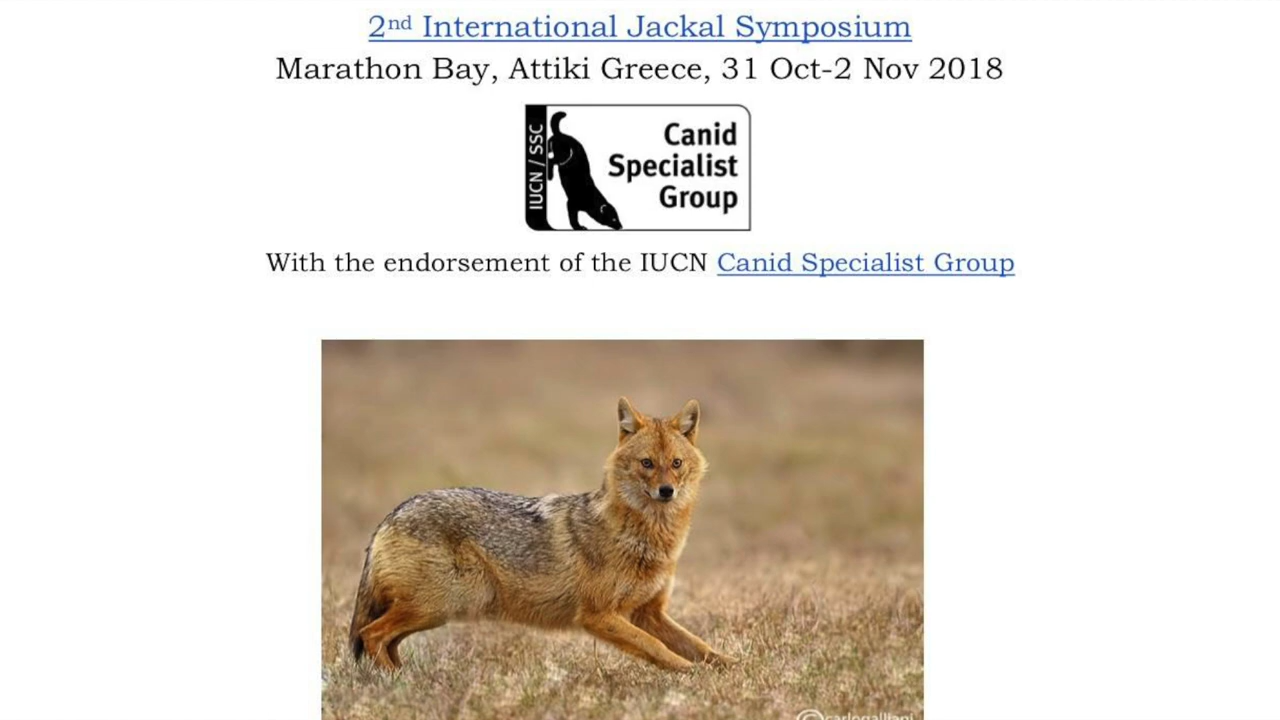 2nd International Jackal Symposium
Marathon Bay, Attiki Greece, 31 Oct-2 Nov 2018
IUCN / SSC
Canid
Specialist
Group
With the endorsement of the IUCN Canid Specialist Group